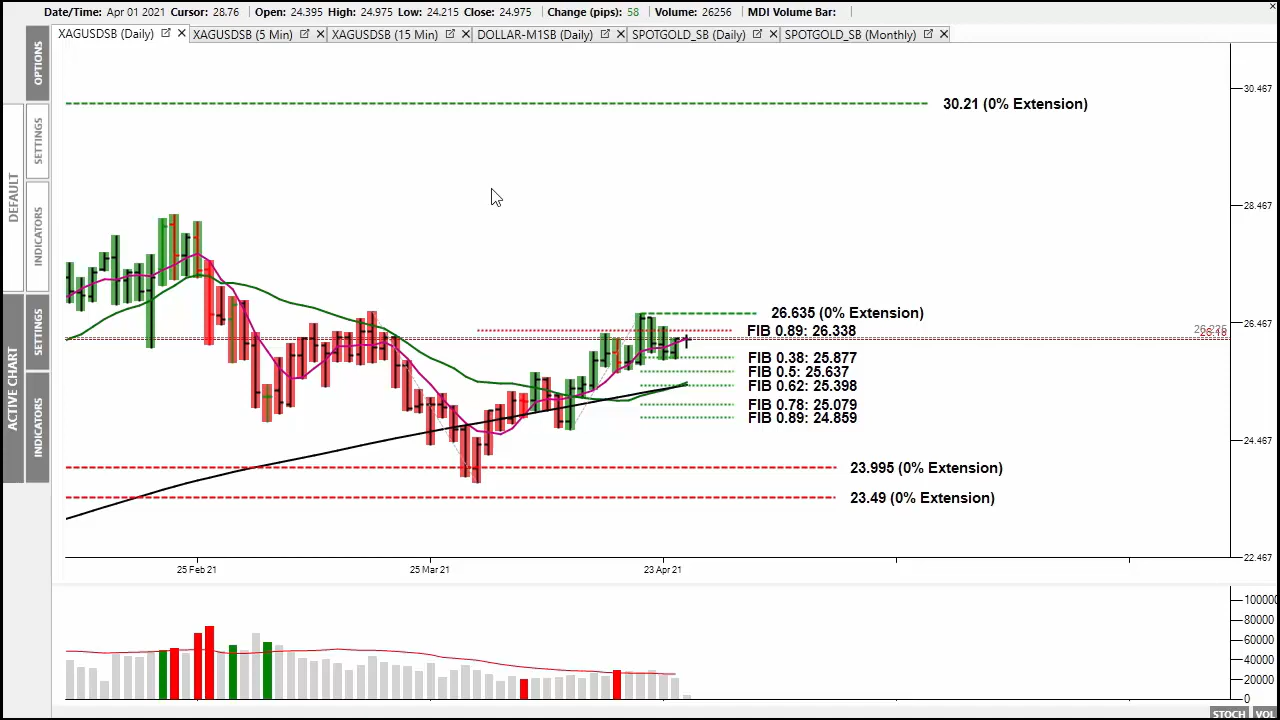 Date/Time: Apr 01 2021 Cursor: 28.76 Open: 24.395 High: 24.975 Low: 24.215 Close: 24.975 Change (pips): 58 Volume: 26256 MDI Volume Bar:
XAGUSDSB (Daily) XAGUSDSB (5 Min) XAGUSDSB (15 Min) DOLLAR-M1SB (Daily) SPOTGOLD_SB (Daily) SPOTGOLD_SB (Monthly)
OPTIONS
DEFAULT
SETTINGS
INDICATORS
ACTIVE CHART
SETTINGS
INDICATORS
30.467
30.21 (0% Extension)
28.467
26.635 (0% Extension)
26.467
FIB 0.89: 26.338
FIB 0.38: 25.877
FIB 0.5: 25.637
FIB 0.62: 25.398
FIB 0.78: 25.079
FIB 0.89: 24.859
24.467
23.995 (0% Extension)
23.49 (0% Extension)
22.467
25 Feb 21 25 Mar 21 23 Apr 21
100000
80000
60000
40000
20000
0
STOCH VOL